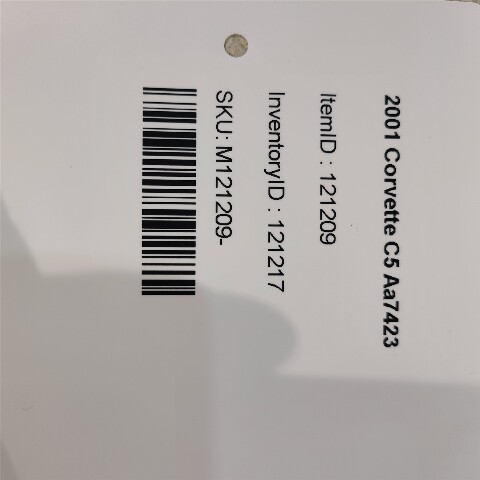 2001 Corvette C5 Aa7423
ItemID : 121209
InventoryID : 121217
SKU: M121209-